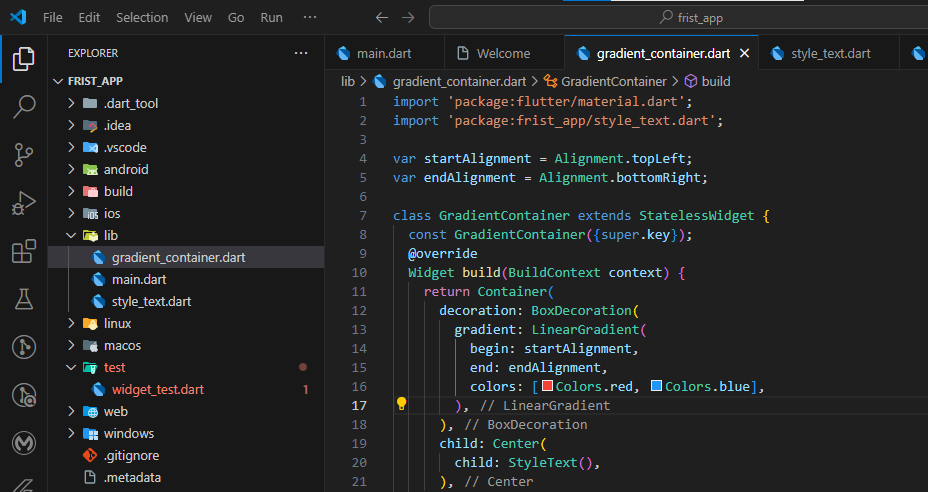 File Edit Selection View Go Run ···
frist_app
EXPLORER ···
FRIST_APP
.dart_tool
.idea
.vscode
android
build
ios
lib
gradient_container.dart
main.dart
style_text.dart
linux
macos
test
widget_test.dart 1
web
windows
.gitignore
.metadata
main.dart Welcome gradient_container.dart style_text.dart
lib > gradient_container.dart > GradientContainer > build
1 import 'package:flutter/material.dart';
2 import 'package:frist_app/style_text.dart';
3
4 var startAlignment = Alignment.topLeft;
5 var endAlignment = Alignment.bottomRight;
6
7 class GradientContainer extends StatelessWidget {
8 const GradientContainer({super.key});
9 @override
10 Widget build(BuildContext context) {
11 return Container(
12 decoration: BoxDecoration(
13 gradient: LinearGradient(
14 begin: startAlignment,
15 end: endAlignment,
16 colors: [Colors.red, Colors.blue],
17 ), // LinearGradient
18 ), // BoxDecoration
19 child: Center(
20 child: StyleText(),
21 ), // Center